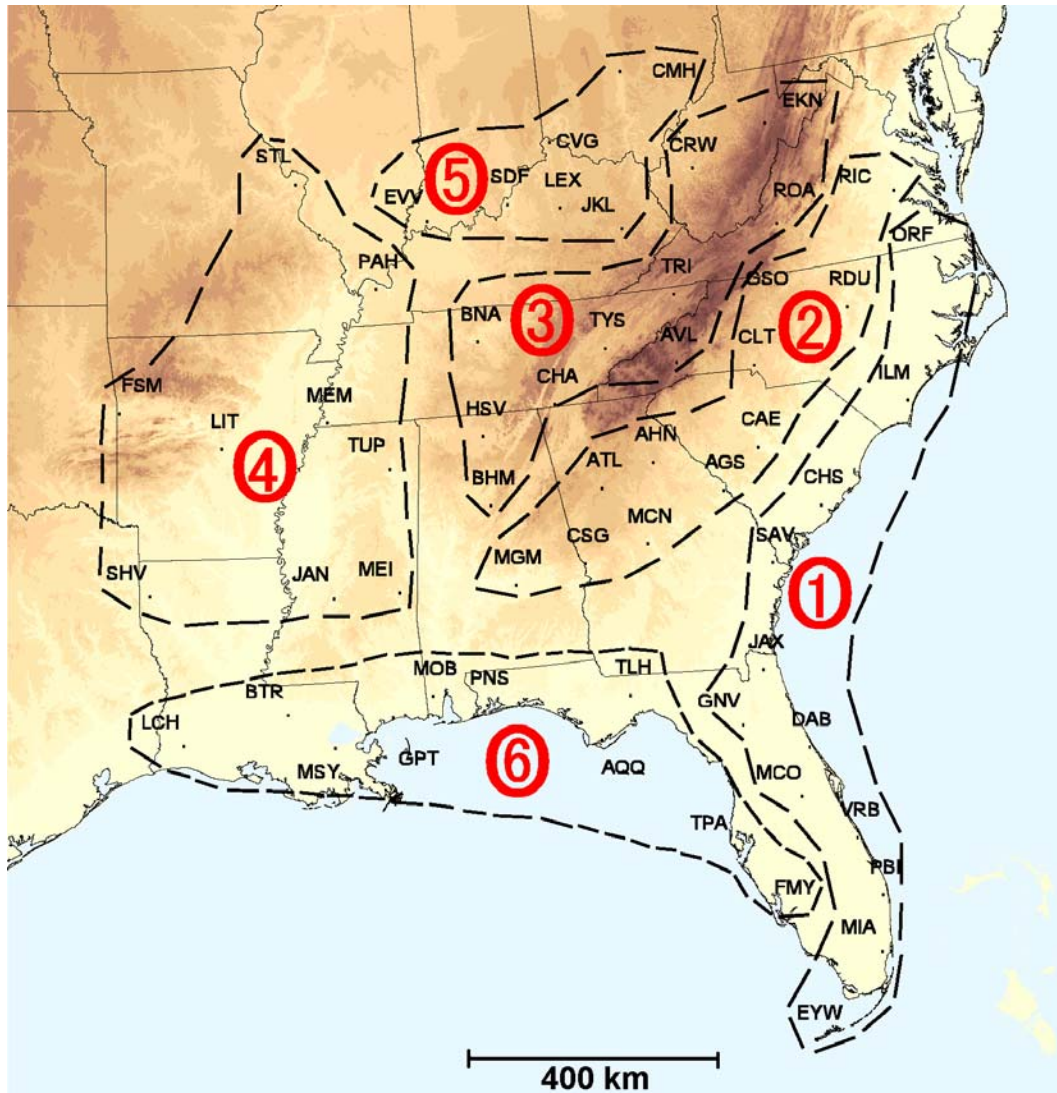 CMH
EKN
CVG
CRW
STL
5
SDF
LEX
RIC
EVV
JKL
ROA
ORF
PAH
TRI
GSO
RDU
BNA
3
TYS
2
AVL
CLT
CHA
ILM
FSM
MEM
HSV
LIT
CAE
TUP
AHN
4
ATL
AGS
BHM
CHS
MCN
CSG
SAV
MGM
SHV
JAN
MEI
1
JAX
MOB
TLH
PNS
BTR
GNV
LCH
DAB
GPT
6
MSY
AQQ
MCO
VRB
TPA
PBI
FMY
MIA
EYW
400 km